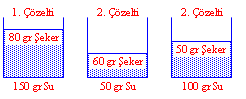 1. Çözelti
2. Çözelti
2. Çözelti
80 gr Şeker
60 gr Şeker
50 gr Şeker
150 gr Su
50 gr Su
100 gr Su